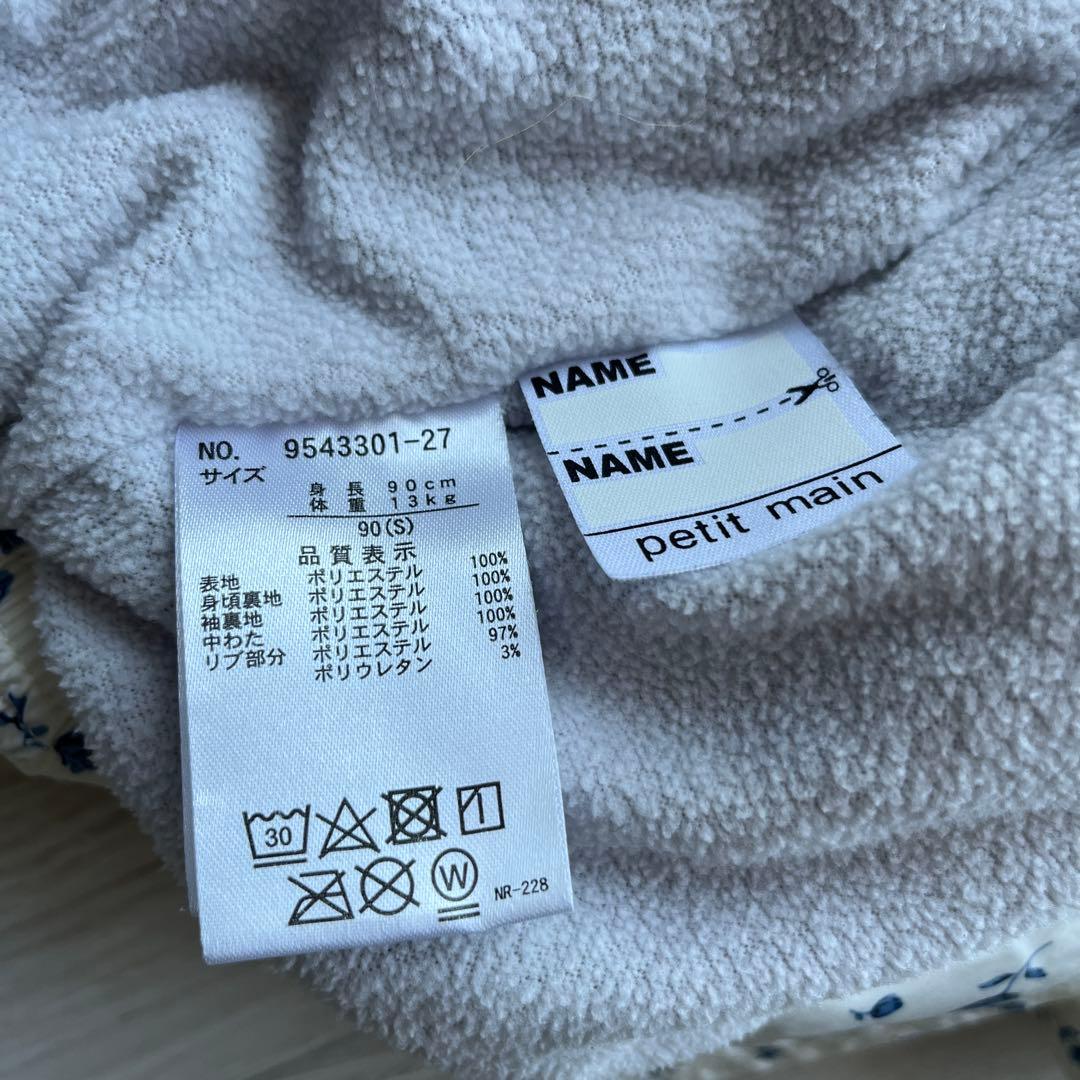 NO. 9543301-27
サイズ
身長 90cm
体重 13kg
90(S)
品質表示
表地 ポリエステル 100%
身頃裏地 ポリエステル 100%
袖裏地 ポリエステル 100%
中わた ポリエステル 100%
リブ部分 ポリエステル 97%
ポリウレタン 3%
30
W
NR-228
NAME
NAME
petit main